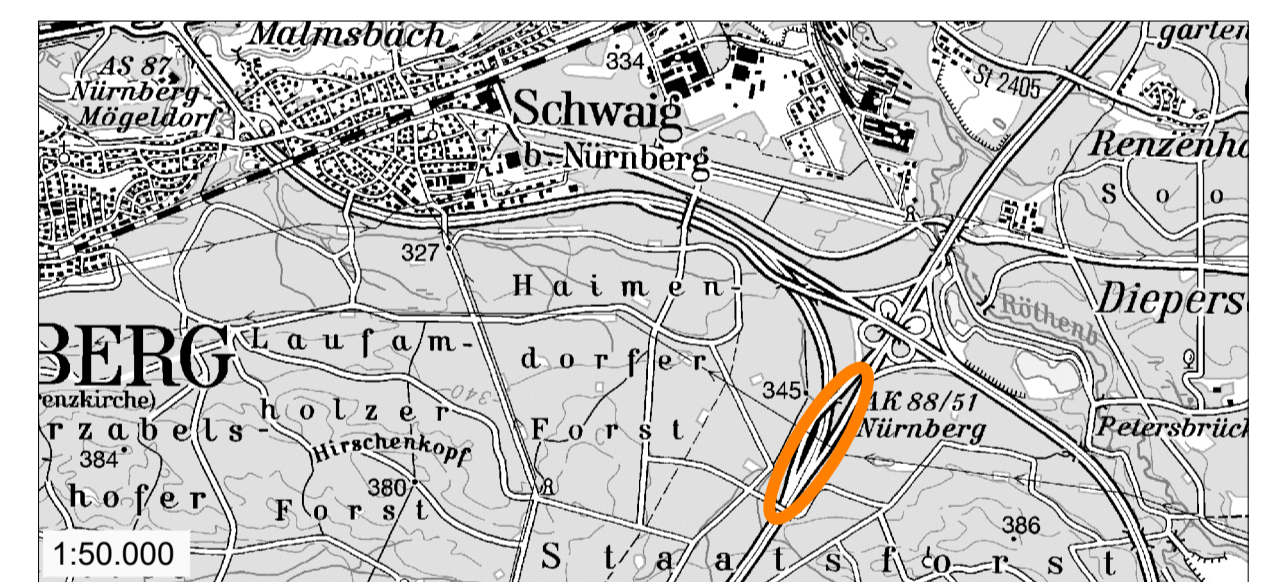 Malmsbach
garten
AS 87
Nürnberg
Mögeldorf
334
St 2405
Schwaig
b. Nürnberg
Renzenho
S o o
327
H a i m e n -
Diepers
Röthenb
BERG
L a u f a m -
d o r f e r
enzkirche)
345
AK 88/51
h o l z e r
F o r s t
Nürnberg
Petersbrück
r z a b e l s -
Hirschenkopf
384
380
h o f e r
F o r s t
386
1:50.000
S t a a t s f o r s t